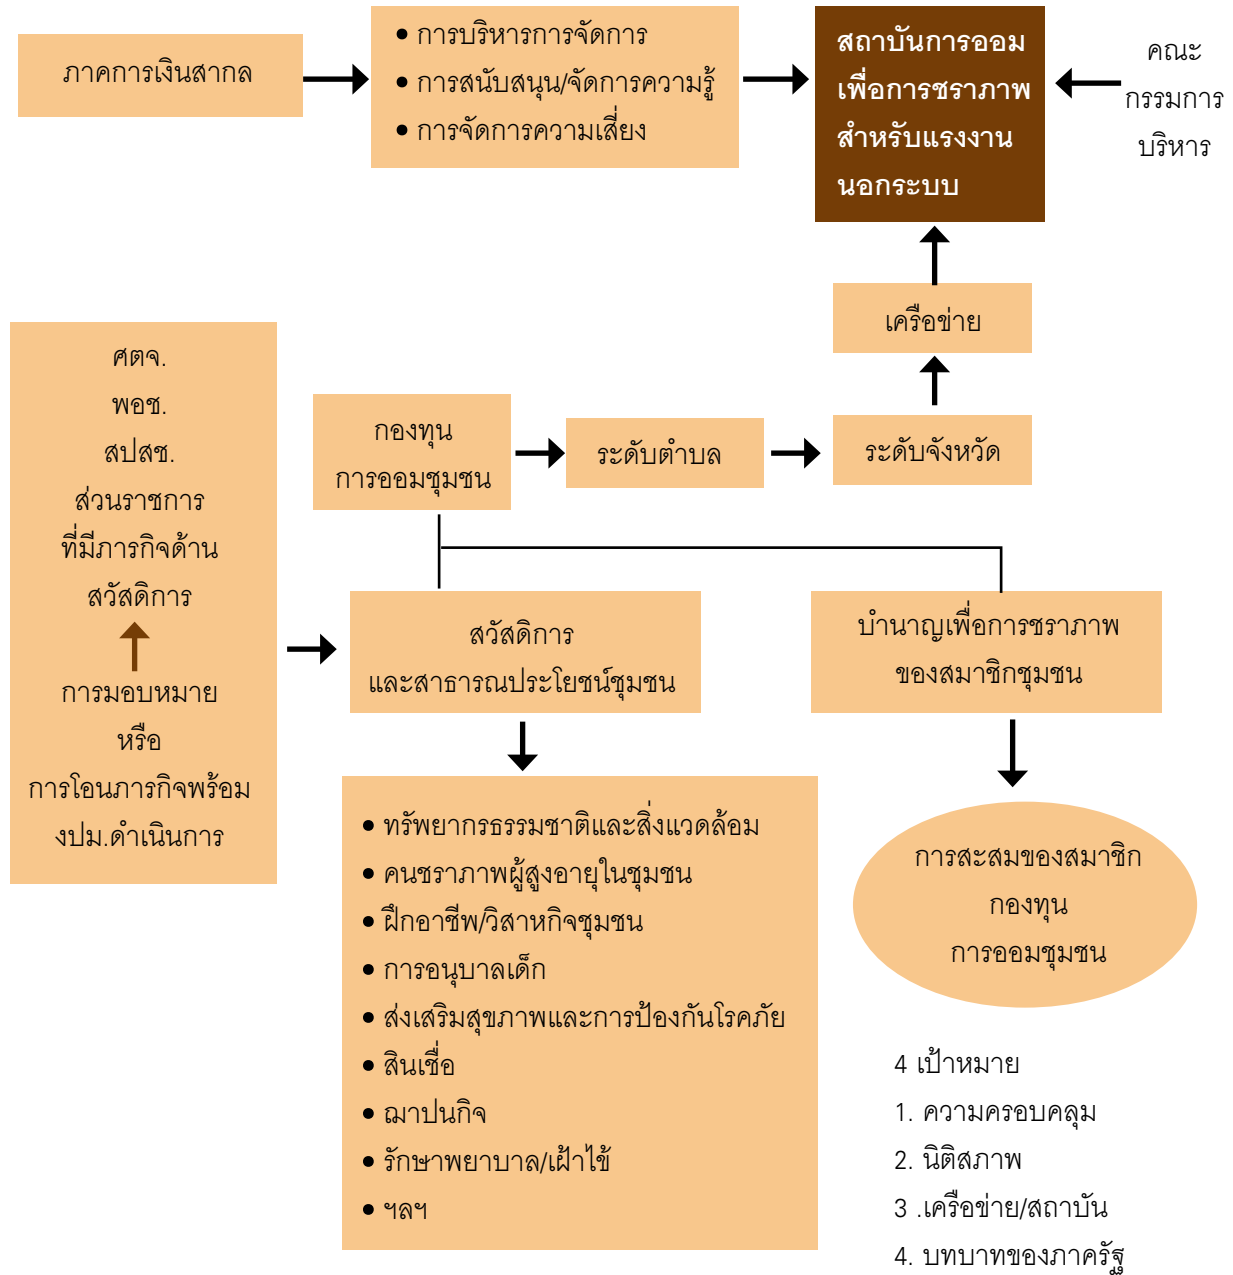 ภาคการเงินสากล
• การบริหารการจัดการ
• การสนับสนุน/จัดการความรู้
• การจัดการความเสี่ยง
สถาบันการออม
เพื่อการชราภาพ
สำหรับแรงงาน
นอกระบบ
คณะ
กรรมการ
บริหาร
เครือข่าย
ศตจ.
พอช.
สปสช.
ส่วนราชการ
ที่มีภารกิจด้าน
สวัสดิการ
การมอบหมาย
หรือ
การโอนภารกิจพร้อม
งปม.ดำเนินการ
กองทุน
การออมชุมชน
ระดับตำบล
ระดับจังหวัด
สวัสดิการ
และสาธารณประโยชน์ชุมชน
บำนาญเพื่อการชราภาพ
ของสมาชิกชุมชน
• ทรัพยากรธรรมชาติและสิ่งแวดล้อม
• คนชราภาพผู้สูงอายุในชุมชน
• ฝึกอาชีพ/วิสาหกิจชุมชน
• การอนุบาลเด็ก
• ส่งเสริมสุขภาพและการป้องกันโรคภัย
• สินเชื่อ
• ฌาปนกิจ
• รักษาพยาบาล/เฝ้าไข้
• ฯลฯ
การสะสมของสมาชิก
กองทุน
การออมชุมชน
4 เป้าหมาย
1. ความครอบคลุม
2. นิติสภาพ
3 .เครือข่าย/สถาบัน
4. บทบาทของภาครัฐ